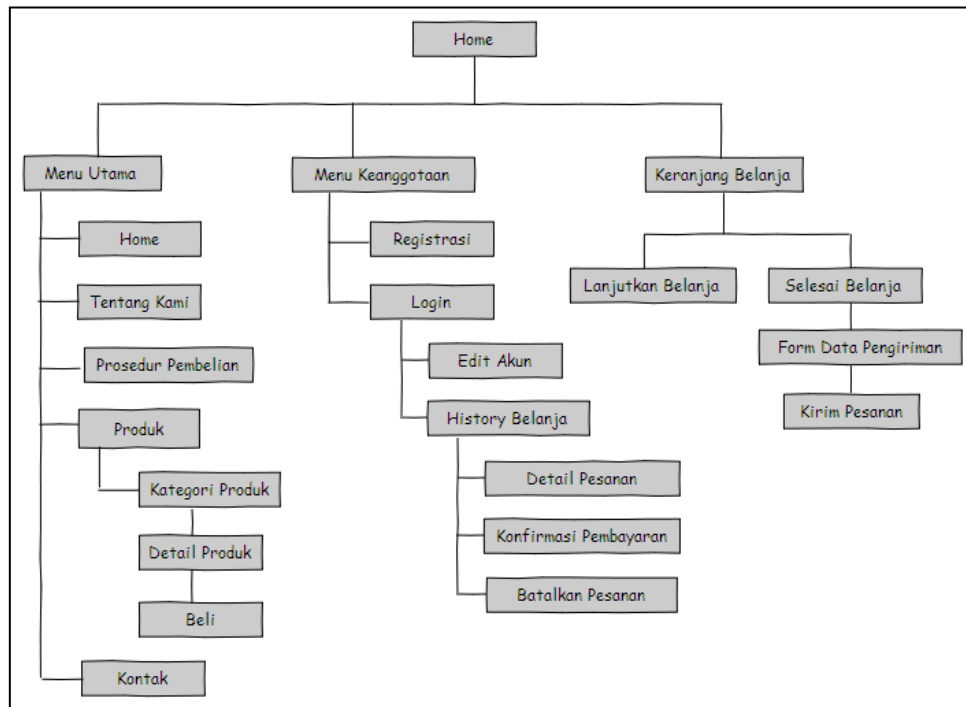 Home
Menu Utama
Menu Keanggotaan
Keranjang Belanja
Home
Tentang Kami
Prosedur Pembelian
Produk
Kategori Produk
Detail Produk
Beli
Kontak
Registrasi
Login
Edit Akun
History Belanja
Detail Pesanan
Konfirmasi Pembayaran
Batalkan Pesanan
Lanjutkan Belanja
Selesai Belanja
Form Data Pengiriman
Kirim Pesanan